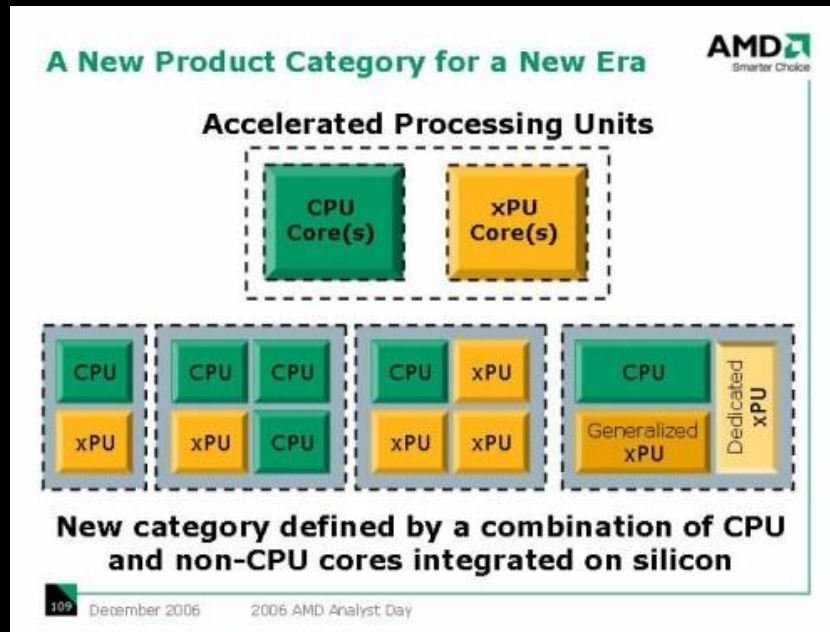 A New Product Category for a New Era
AMD
Smarter Choice
Accelerated Processing Units
CPU
Core(s)
xPU
Core(s)
CPU
xPU
CPU CPU
xPU CPU
CPU xPU
xPU xPU
CPU
Generalized
xPU
Dedicated
xPU
New category defined by a combination of CPU
and non-CPU cores integrated on silicon
109 December 2006 2006 AMD Analyst Day